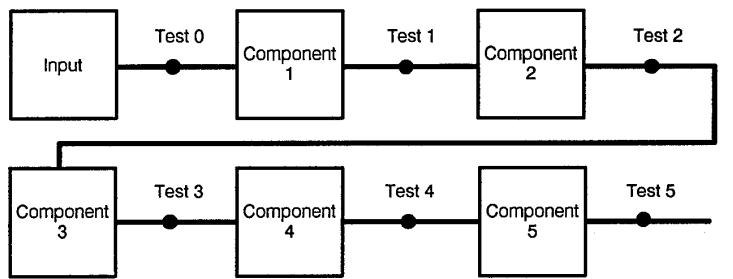 Input
Test 0
Component
1
Test 1
Component
2
Test 2
Component
3
Test 3
Component
4
Test 4
Component
5
Test 5